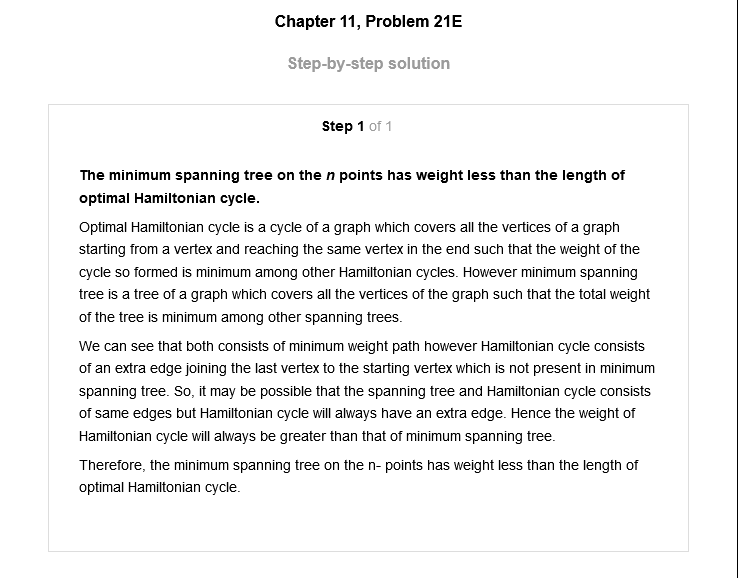 Chapter 11, Problem 21E
Step-by-step solution
Step 1 of 1
The minimum spanning tree on the n points has weight less than the length of
optimal Hamiltonian cycle.
Optimal Hamiltonian cycle is a cycle of a graph which covers all the vertices of a graph
starting from a vertex and reaching the same vertex in the end such that the weight of the
cycle so formed is minimum among other Hamiltonian cycles. However minimum spanning
tree is a tree of a graph which covers all the vertices of the graph such that the total weight
of the tree is minimum among other spanning trees.
We can see that both consists of minimum weight path however Hamiltonian cycle consists
of an extra edge joining the last vertex to the starting vertex which is not present in minimum
spanning tree. So, it may be possible that the spanning tree and Hamiltonian cycle consists
of same edges but Hamiltonian cycle will always have an extra edge. Hence the weight of
Hamiltonian cycle will always be greater than that of minimum spanning tree.
Therefore, the minimum spanning tree on the n- points has weight less than the length of
optimal Hamiltonian cycle.